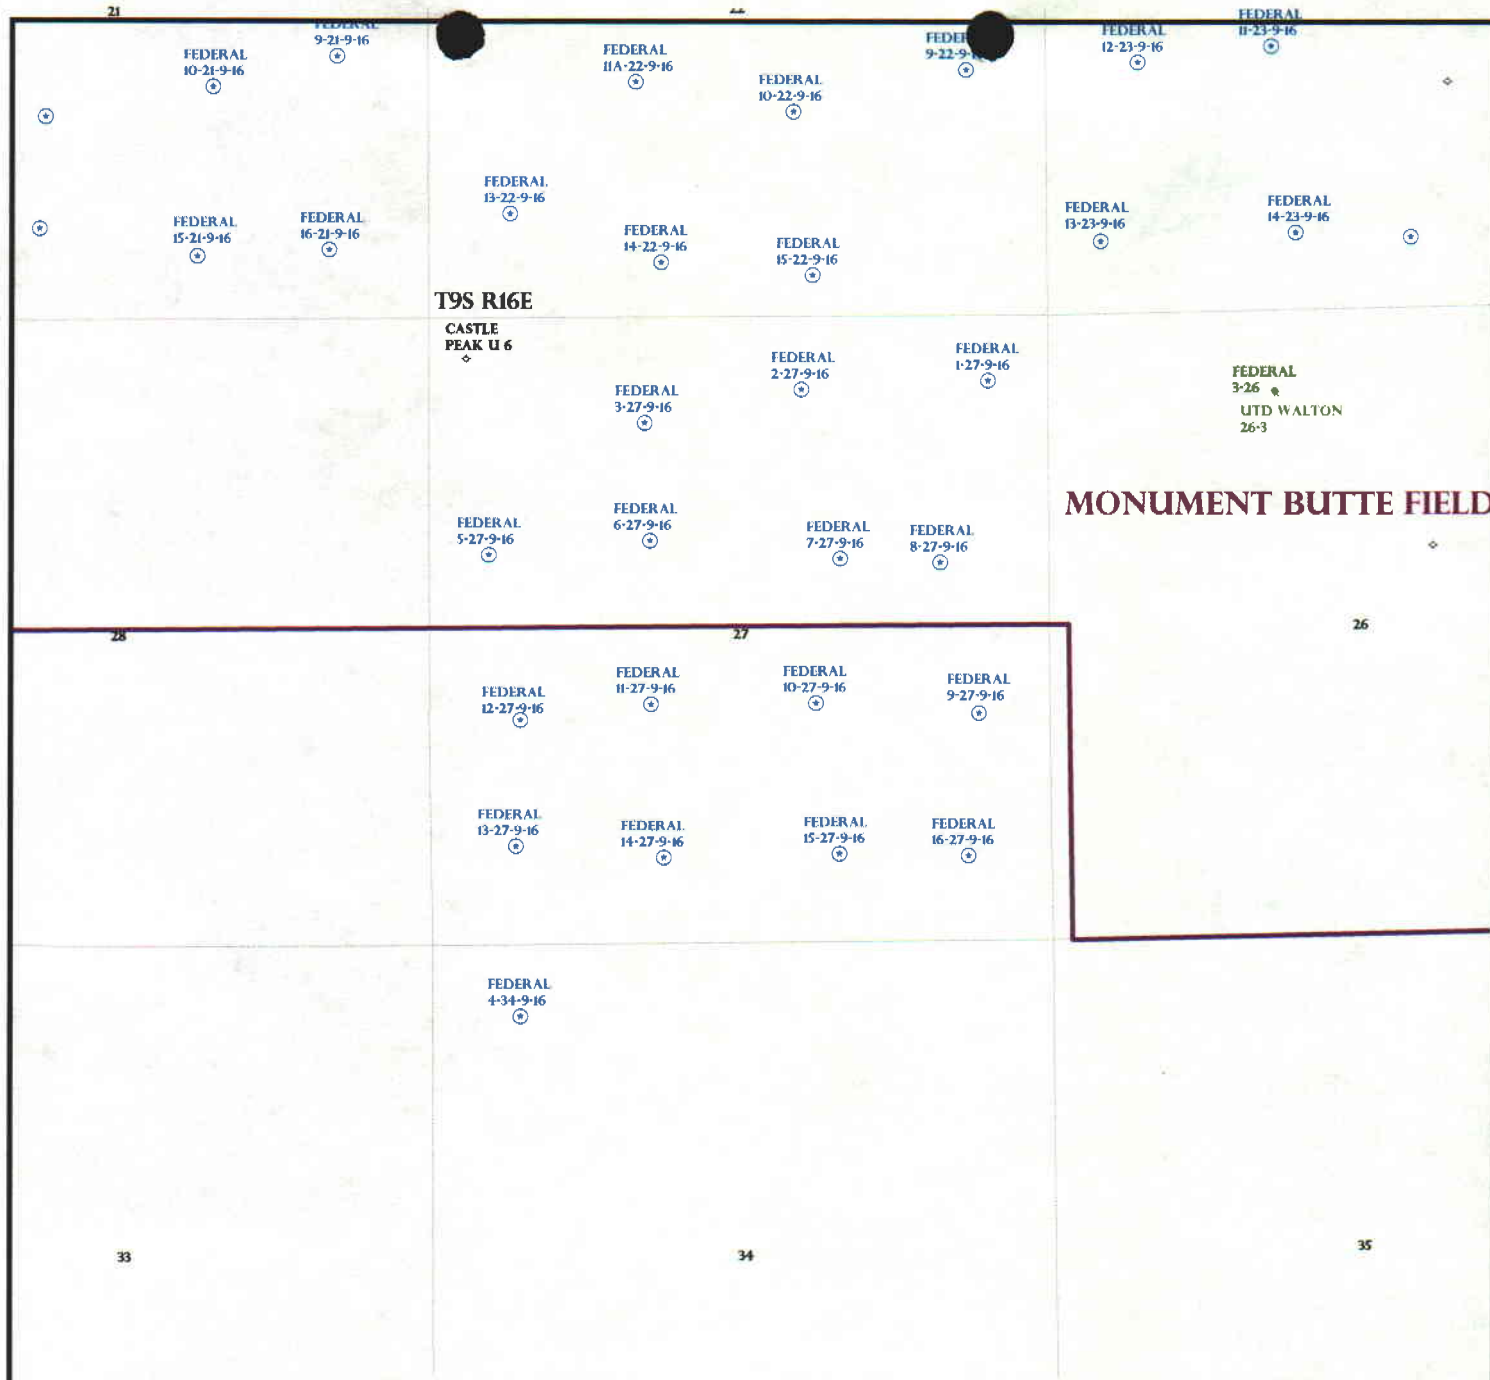 21
22
FEDERAL
9-21-9-16
FEDERAL
10-21-9-16
FEDERAL
11A-22-9-16
FEDERAL
10-22-9-16
FEDERAL
12-23-9-16
FEDERAL
11-23-9-16
FEDERAL
15-21-9-16
FEDERAL
16-21-9-16
FEDERAL
13-22-9-16
FEDERAL
14-22-9-16
FEDERAL
15-22-9-16
FEDERAL
13-23-9-16
FEDERAL
14-23-9-16
T9S R16E
CASTLE
PEAK U 6
FEDERAL
3-27-9-16
FEDERAL
2-27-9-16
FEDERAL
1-27-9-16
FEDERAL
3-26
UTD WALTON
26-3
MONUMENT BUTTE FIELD
FEDERAL
5-27-9-16
FEDERAL
6-27-9-16
FEDERAL
7-27-9-16
FEDERAL
8-27-9-16
28
27
26
FEDERAL
12-27-9-16
FEDERAL
11-27-9-16
FEDERAL
10-27-9-16
FEDERAL
9-27-9-16
FEDERAL
13-27-9-16
FEDERAL
14-27-9-16
FEDERAL
15-27-9-16
FEDERAL
16-27-9-16
FEDERAL
4-34-9-16
33
34
35